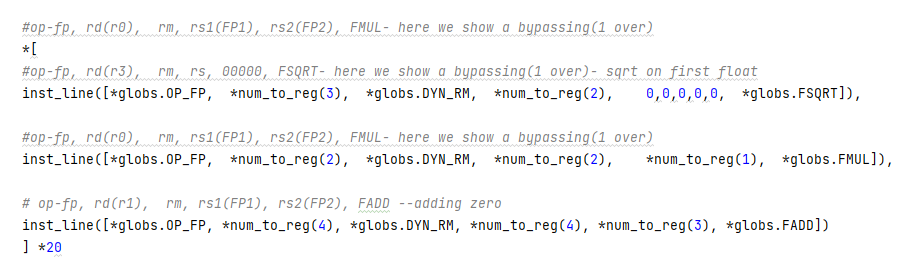 #op-fp, rd(r0),  rm, rs1(FP1), rs2(FP2), FMUL- here we show a bypassing(1 over)
*[
#op-fp, rd(r3),  rm, rs, 00000, FSQRT- here we show a bypassing(1 over)- sqrt on first float
inst_line([*globs.OP_FP,  *num_to_reg(3),  *globs.DYN_RM,  *num_to_reg(2),    0,0,0,0,0,  *globs.FSQRT]),
#op-fp, rd(r0),  rm, rs1(FP1), rs2(FP2), FMUL- here we show a bypassing(1 over)
inst_line([*globs.OP_FP,  *num_to_reg(2),  *globs.DYN_RM,  *num_to_reg(2),    *num_to_reg(1),  *globs.FMUL]),
# op-fp, rd(r1),  rm, rs1(FP1), rs2(FP2), FADD --adding zero
inst_line([*globs.OP_FP, *num_to_reg(4), *globs.DYN_RM, *num_to_reg(4), *num_to_reg(3), *globs.FADD])
] *20